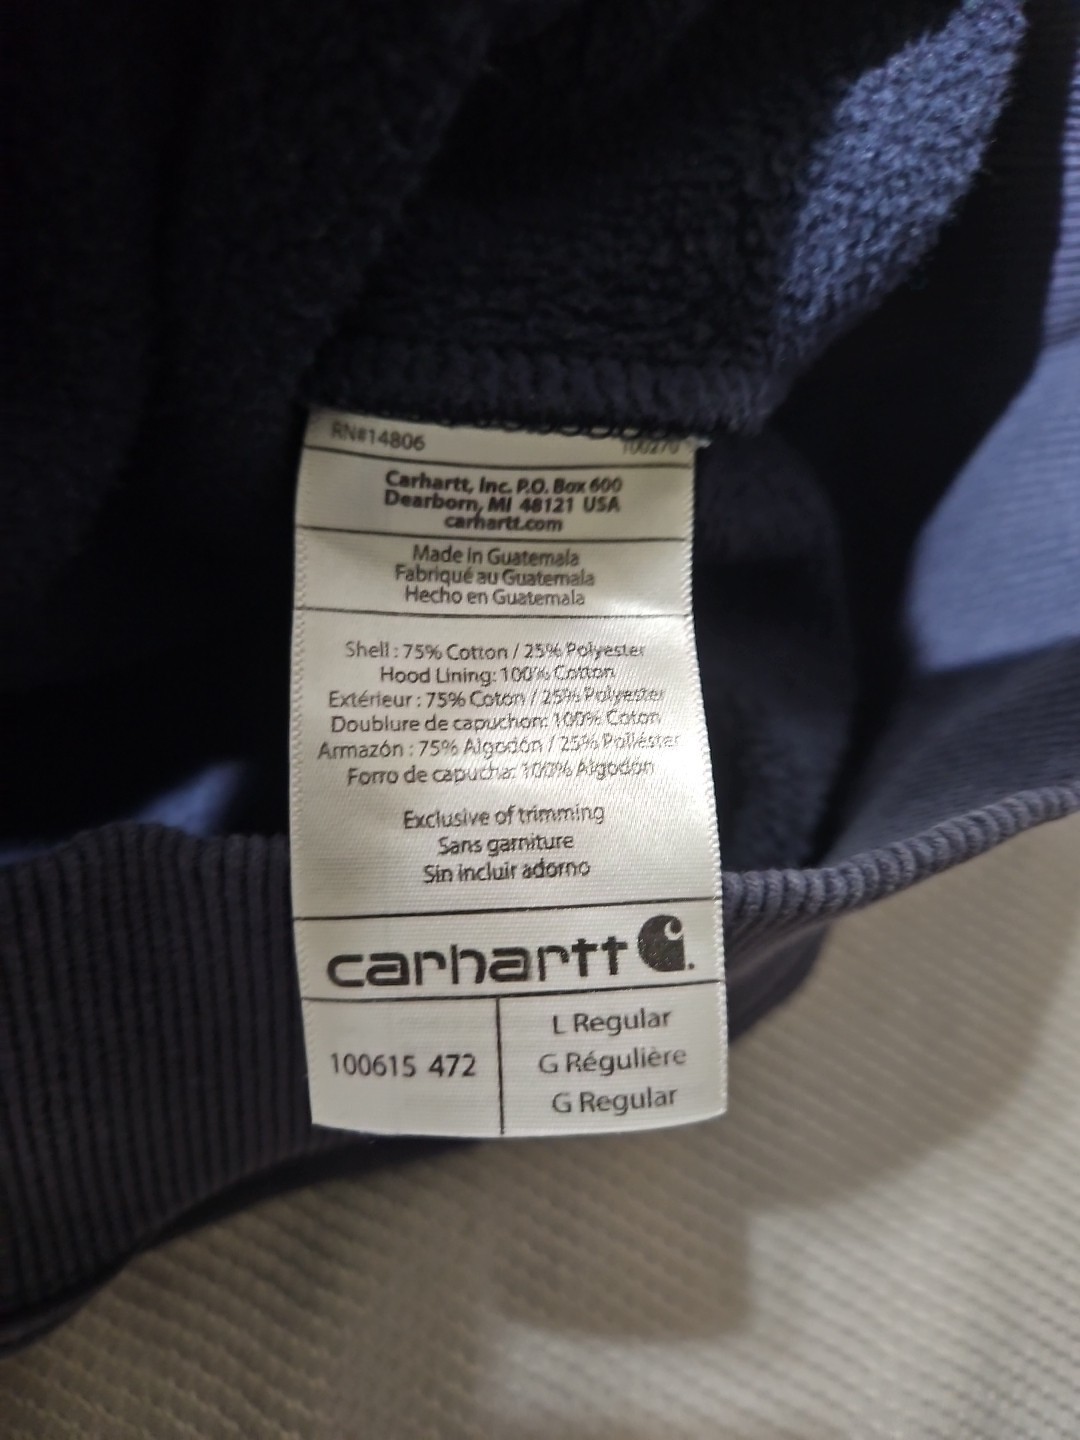 RN#14806
100270
Carhartt, Inc. P.O. Box 600
Dearborn, MI 48121 USA
carhartt.com
Made in Guatemala
Fabriqué au Guatemala
Hecho en Guatemala
Shell : 75% Cotton / 25% Polyester
Hood Lining: 100% Cotton
Extérieur : 75% Coton / 25% Polyester
Doublure de capuchon: 100% Coton
Armazón : 75% Algodón / 25% Poliéster
Forro de capucha: 100% Algodón
Exclusive of trimming
Sans garniture
Sin incluir adorno
carhartt
100615 472
L Regular
G Régulière
G Regular